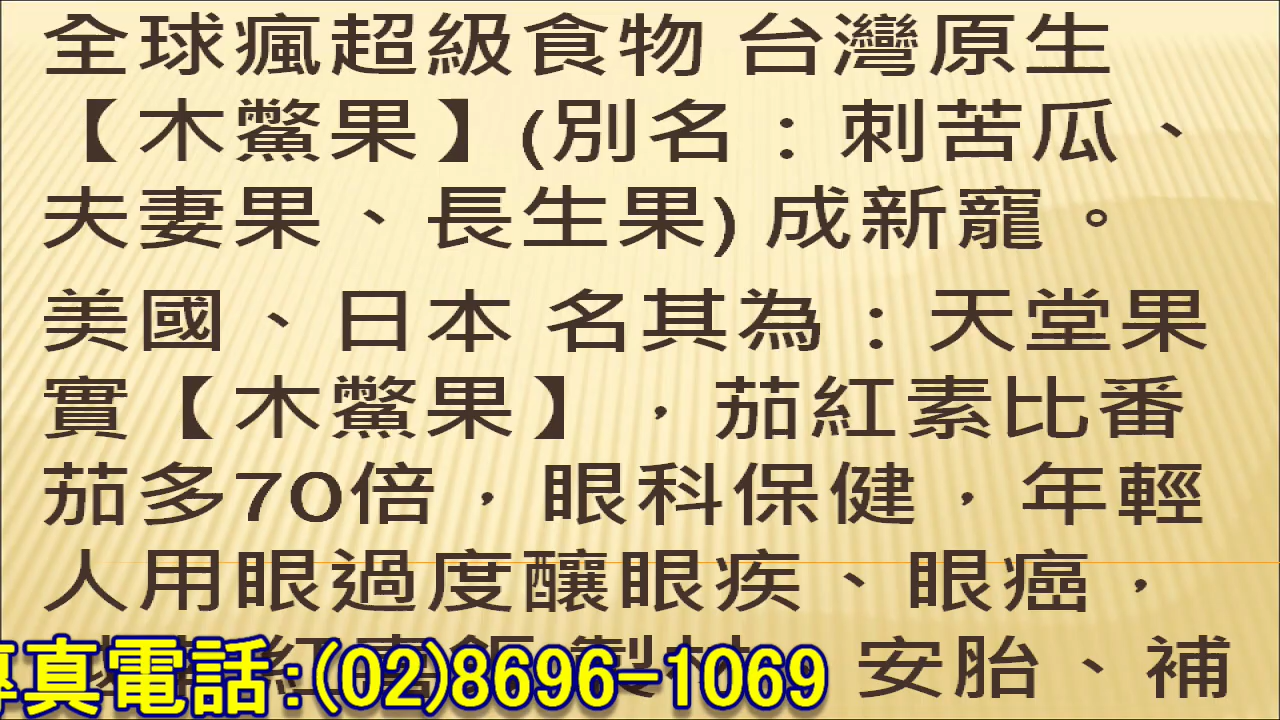 全球瘋超級食物 台灣原生
【木鱉果】(別名：刺苦瓜、
夫妻果、長生果) 成新寵。
美國、日本 名其為：天堂果
實【木鱉果】，茄紅素比番
茄多70倍，眼科保健，年輕
人用眼過度釀眼疾、眼癌，
安胎、補
傳真電話:(02)8696-1069